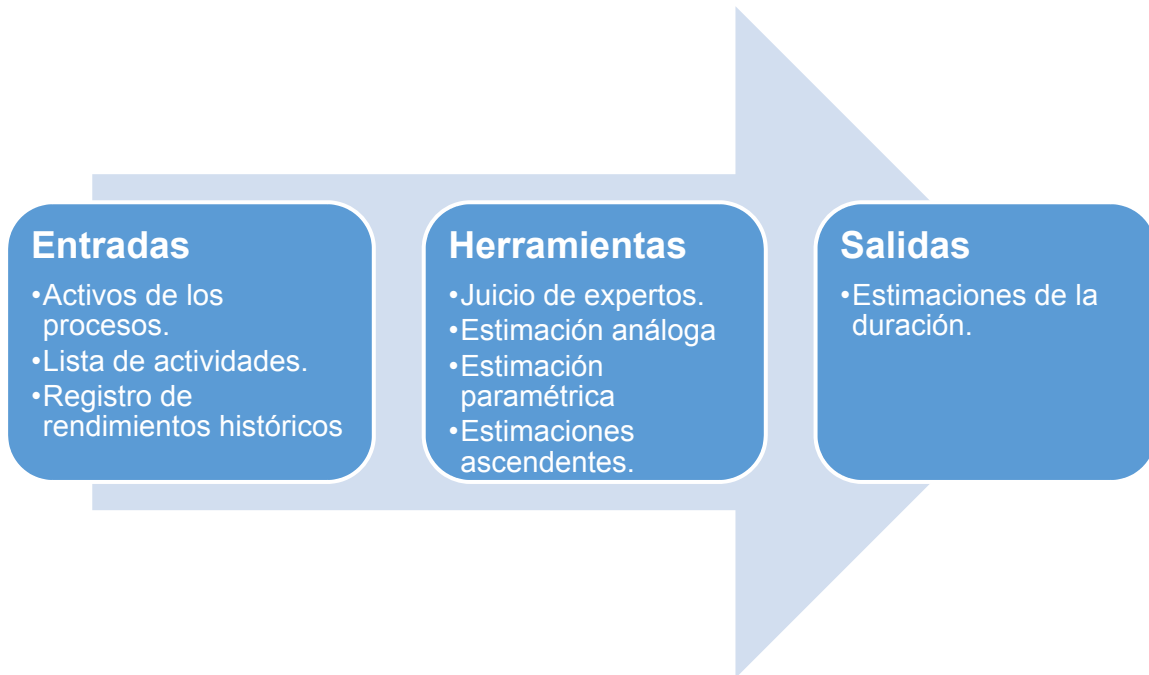 Entradas
•Activos de los
procesos.
•Lista de actividades.
•Registro de
rendimientos históricos
Herramientas
•Juicio de expertos.
•Estimación análoga
•Estimación
paramétrica
•Estimaciones
ascendentes.
Salidas
•Estimaciones de la
duración.